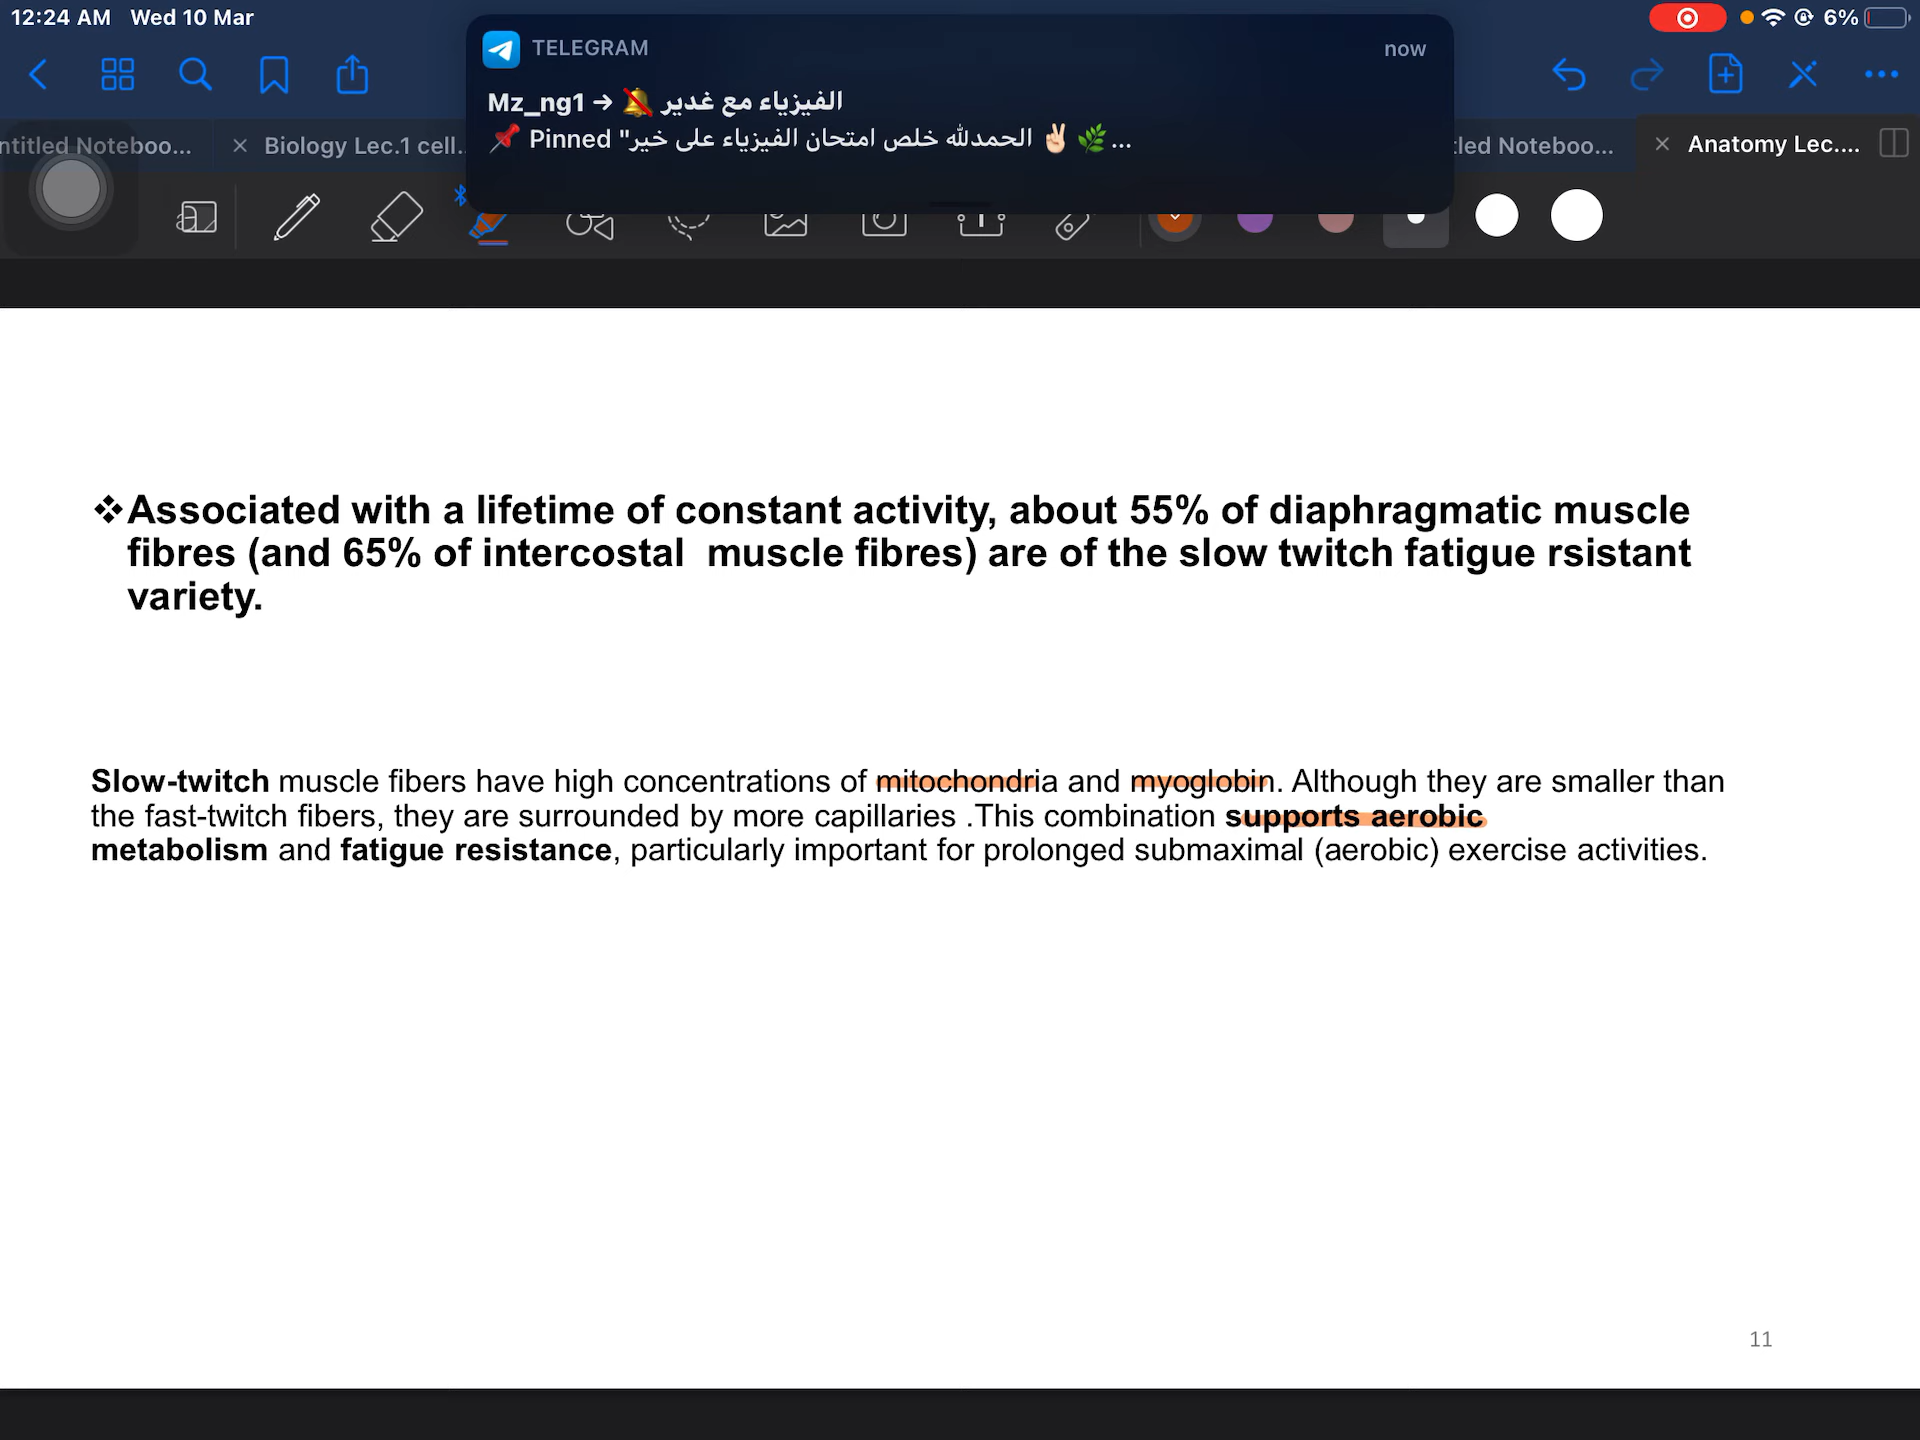 12:24 AM Wed 10 Mar
6%
TELEGRAM
now
Mz_ng1 → 🔕 الفيزياء مع غدير
📌 Pinned "الحمدلله خلص امتحان الفيزياء على خير ✌🏻🌿...
ntitled Noteboo...
Biology Lec.1 cell..
tled Noteboo...
Anatomy Lec....
❖Associated with a lifetime of constant activity, about 55% of diaphragmatic muscle
fibres (and 65% of intercostal muscle fibres) are of the slow twitch fatigue rsistant
variety.
Slow-twitch muscle fibers have high concentrations of mitochondria and myoglobin. Although they are smaller than
the fast-twitch fibers, they are surrounded by more capillaries .This combination supports aerobic
metabolism and fatigue resistance, particularly important for prolonged submaximal (aerobic) exercise activities.
11